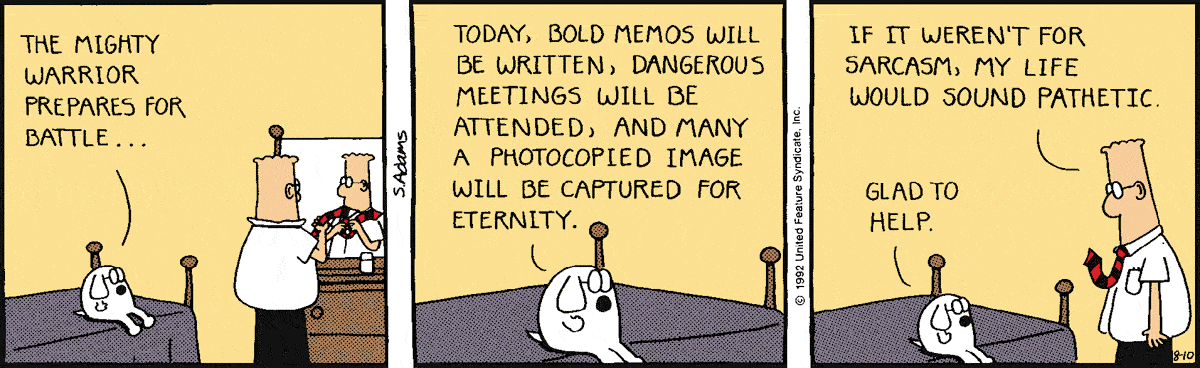 THE MIGHTY
WARRIOR
PREPARES FOR
BATTLE...
S.Adams
TODAY, BOLD MEMOS WILL
BE WRITTEN, DANGEROUS
MEETINGS WILL BE
ATTENDED, AND MANY
A PHOTOCOPIED IMAGE
WILL BE CAPTURED FOR
ETERNITY.
© 1992 United Feature Syndicate, Inc.
IF IT WEREN'T FOR
SARCASM, MY LIFE
WOULD SOUND PATHETIC.
GLAD TO
HELP.
8-10